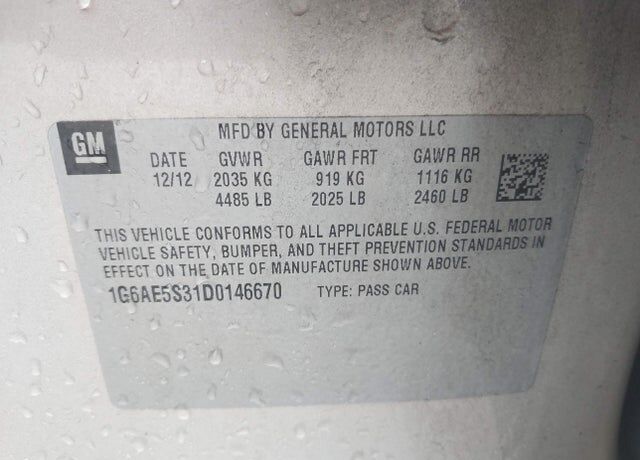 GM
MFD BY GENERAL MOTORS LLC
DATE GVWR GAWR FRT GAWR RR
12/12 2035 KG 919 KG 1116 KG
4485 LB 2025 LB 2460 LB
THIS VEHICLE CONFORMS TO ALL APPLICABLE U.S. FEDERAL MOTOR
VEHICLE SAFETY, BUMPER, AND THEFT PREVENTION STANDARDS IN
EFFECT ON THE DATE OF MANUFACTURE SHOWN ABOVE.
1G6AE5S31D0146670 TYPE: PASS CAR